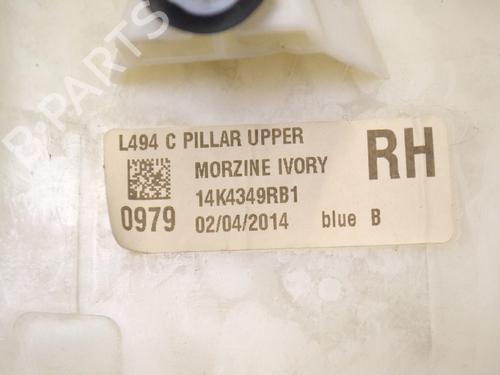 L494 C PILLAR UPPER
MORZINE IVORY
RH
14K4349RB1
0979
02/04/2014
blue B
B-PARTS